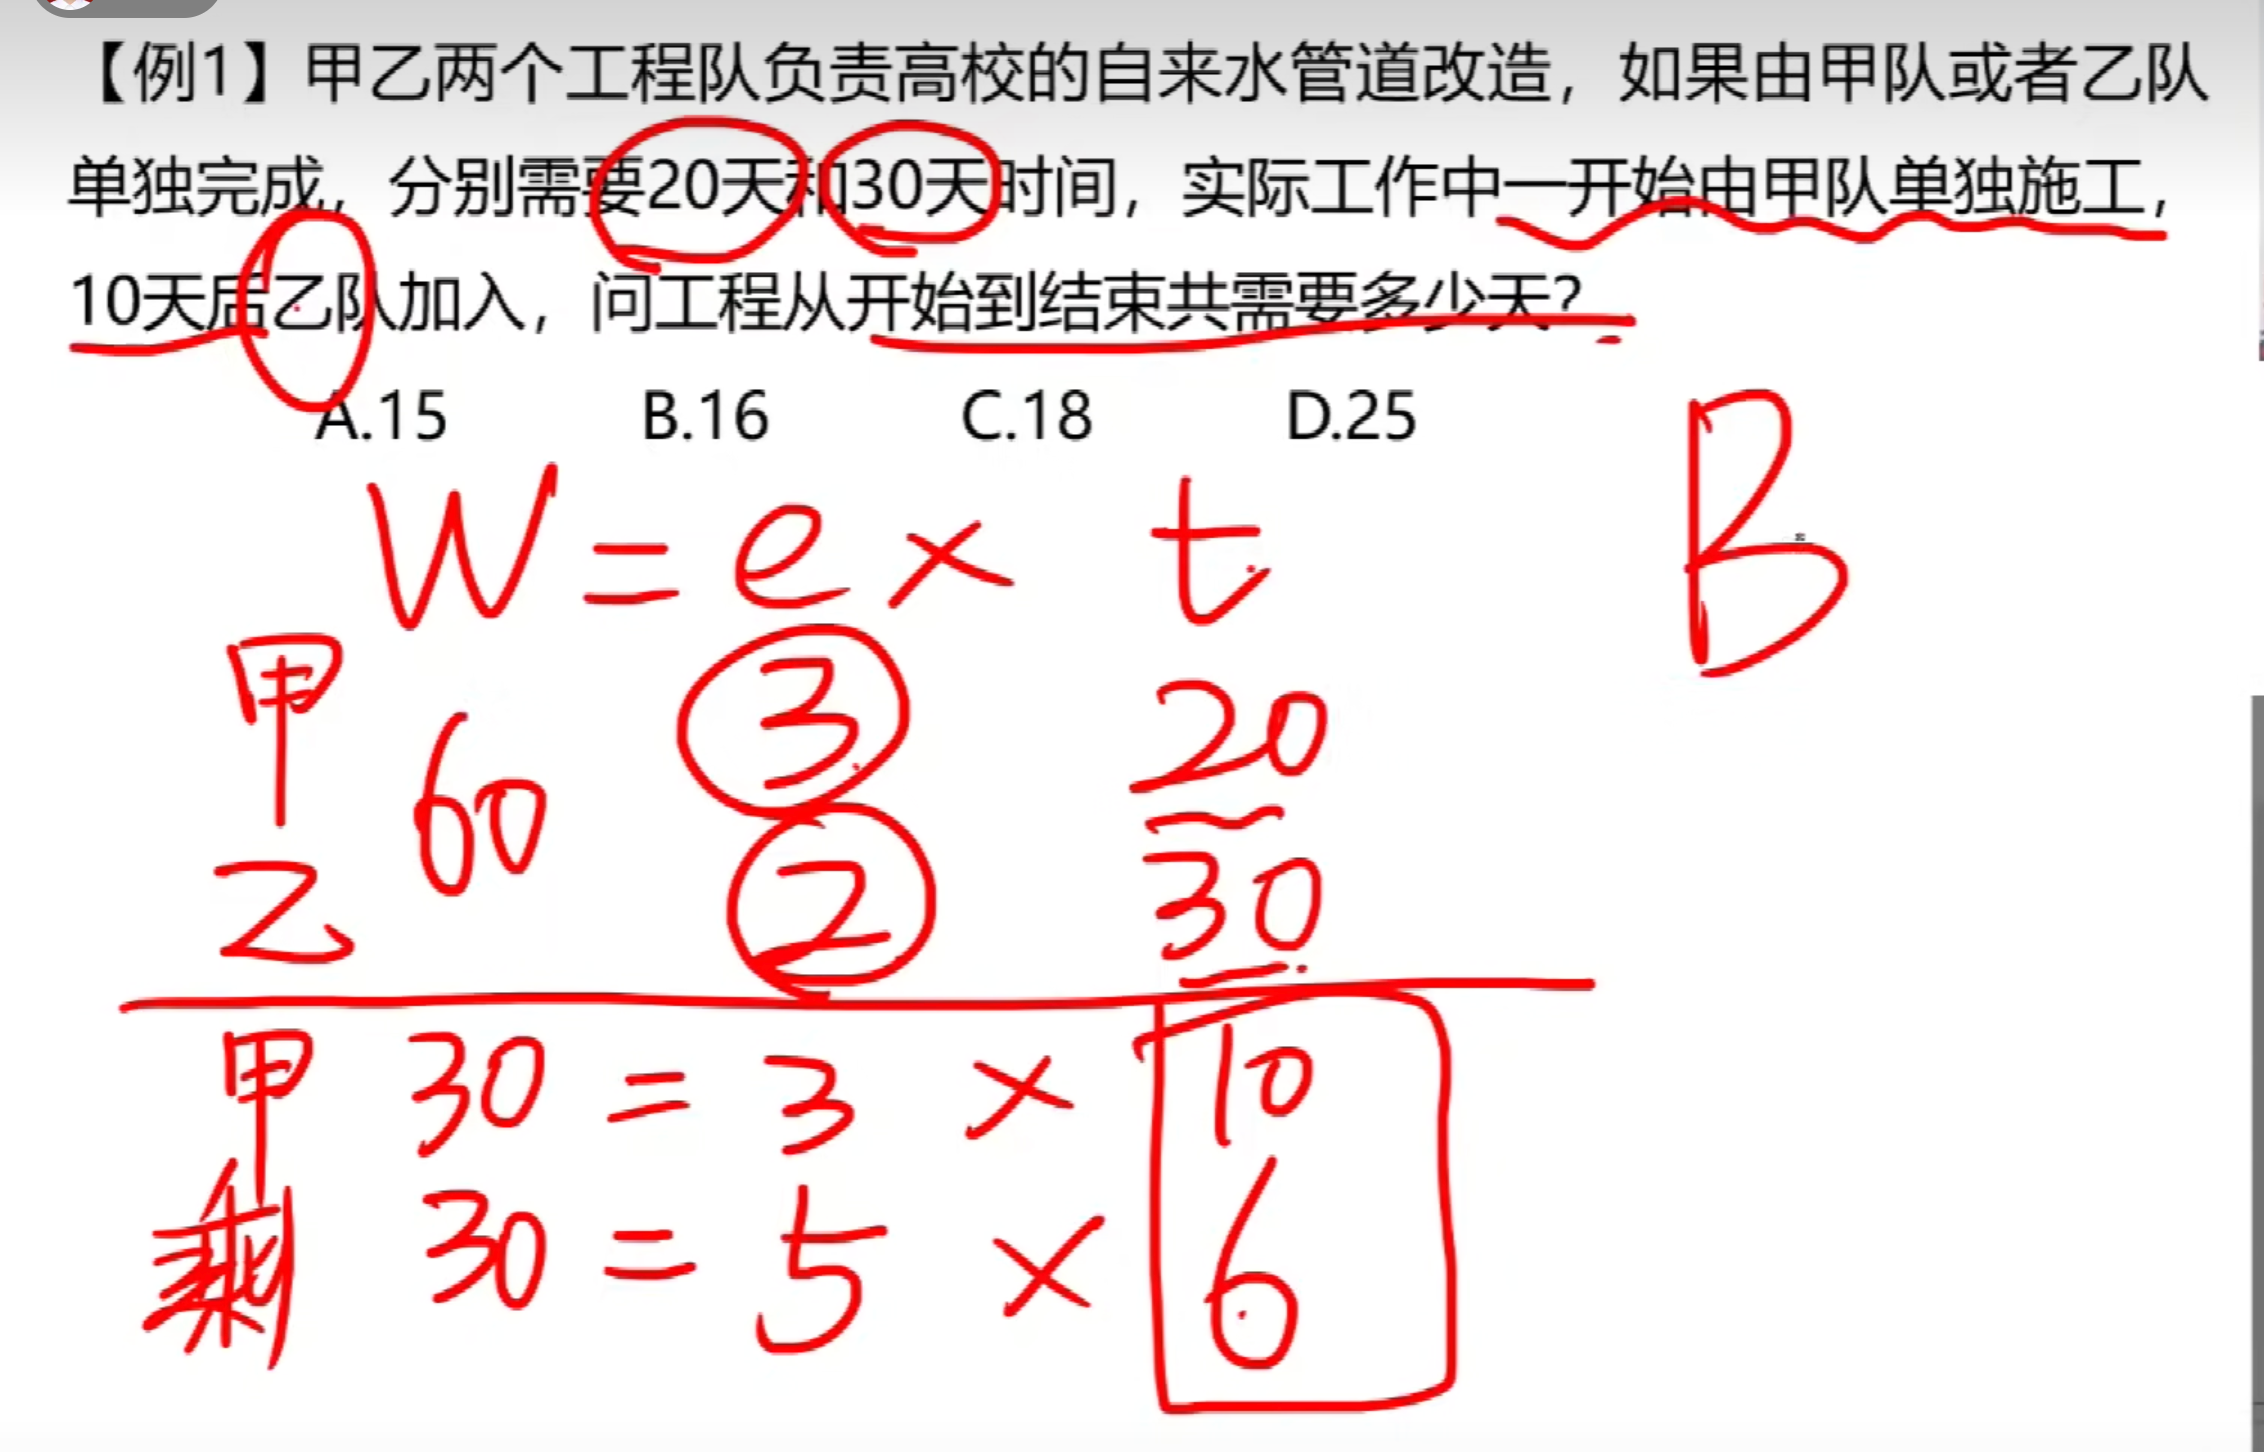 【例1】甲乙两个工程队负责高校的自来水管道改造，如果由甲队或者乙队
单独完成，分别需要20天和30天时间，实际工作中一开始由甲队单独施工，
10天后乙队加入，问工程从开始到结束共需要多少天？
A.15 B.16 C.18 D.25
B
W = e × t
甲 60 3 20
乙 2 30
甲 30 = 3 × 10
剩 30 = 5 × 6